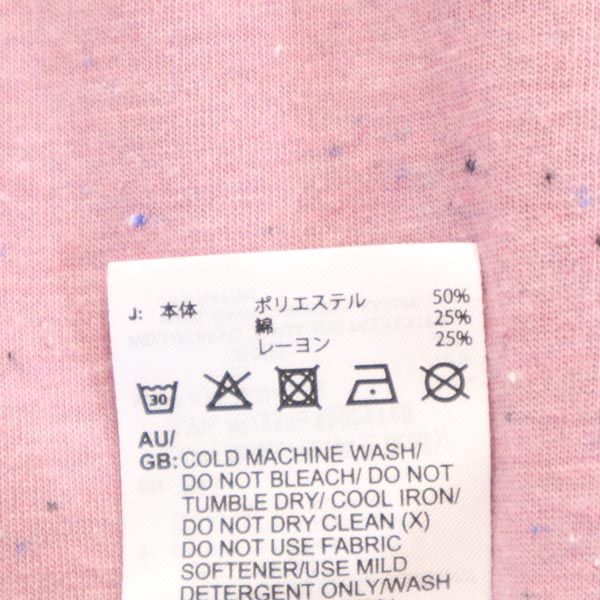 J: 本体 ポリエステル 50%
綿 25%
レーヨン 25%
30
AU/
GB: COLD MACHINE WASH/
DO NOT BLEACH/ DO NOT
TUMBLE DRY/ COOL IRON/
DO NOT DRY CLEAN (X)
DO NOT USE FABRIC
SOFTENER/USE MILD
DETERGENT ONLY/WASH